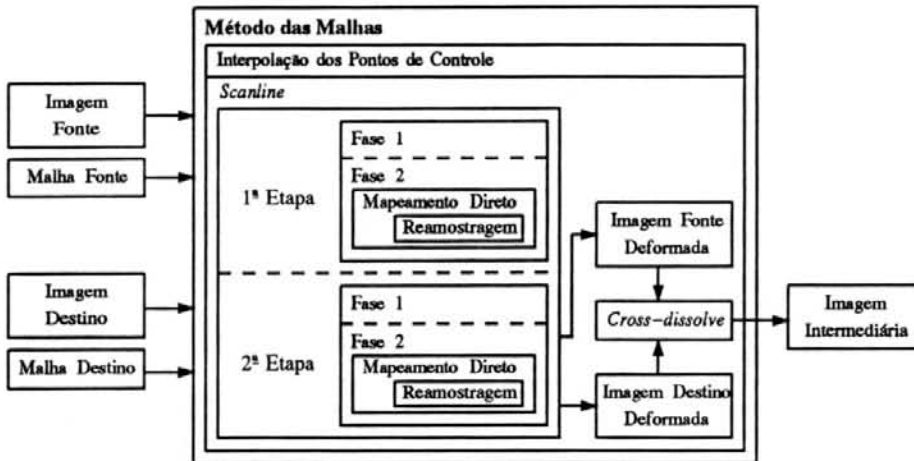 Método das Malhas
Interpolação dos Pontos de Controle
Scanline
Imagem
Fonte
Malha Fonte
Imagem
Destino
Malha Destino
1ª Etapa
Fase 1
Fase 2
Mapeamento Direto
Reamostragem
2ª Etapa
Fase 1
Fase 2
Mapeamento Direto
Reamostragem
Imagem Fonte
Deformada
Cross-dissolve
Imagem Destino
Deformada
Imagem
Intermediária